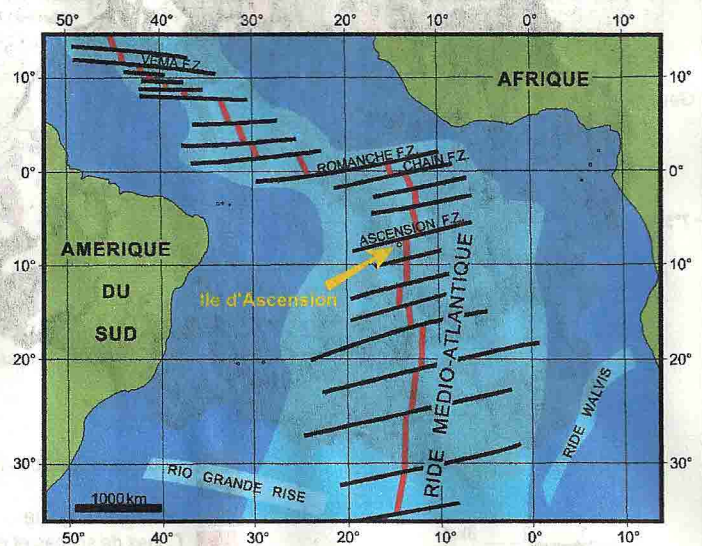 50° 40° 30° 20° 10° 0° 10°
10° 10°
VEMA F.Z.
AFRIQUE
ROMANCHE F.Z.
CHAIN F.Z.
0° 0°
ASCENSION F.Z.
AMERIQUE
DU
SUD
10° 10°
Ile d'Ascension
RIDE MEDIO-ATLANTIQUE
20° 20°
RIDE WALVIS
30° 30°
RIO GRANDE RISE
1000 km
50° 40° 30° 20° 10° 0° 10°